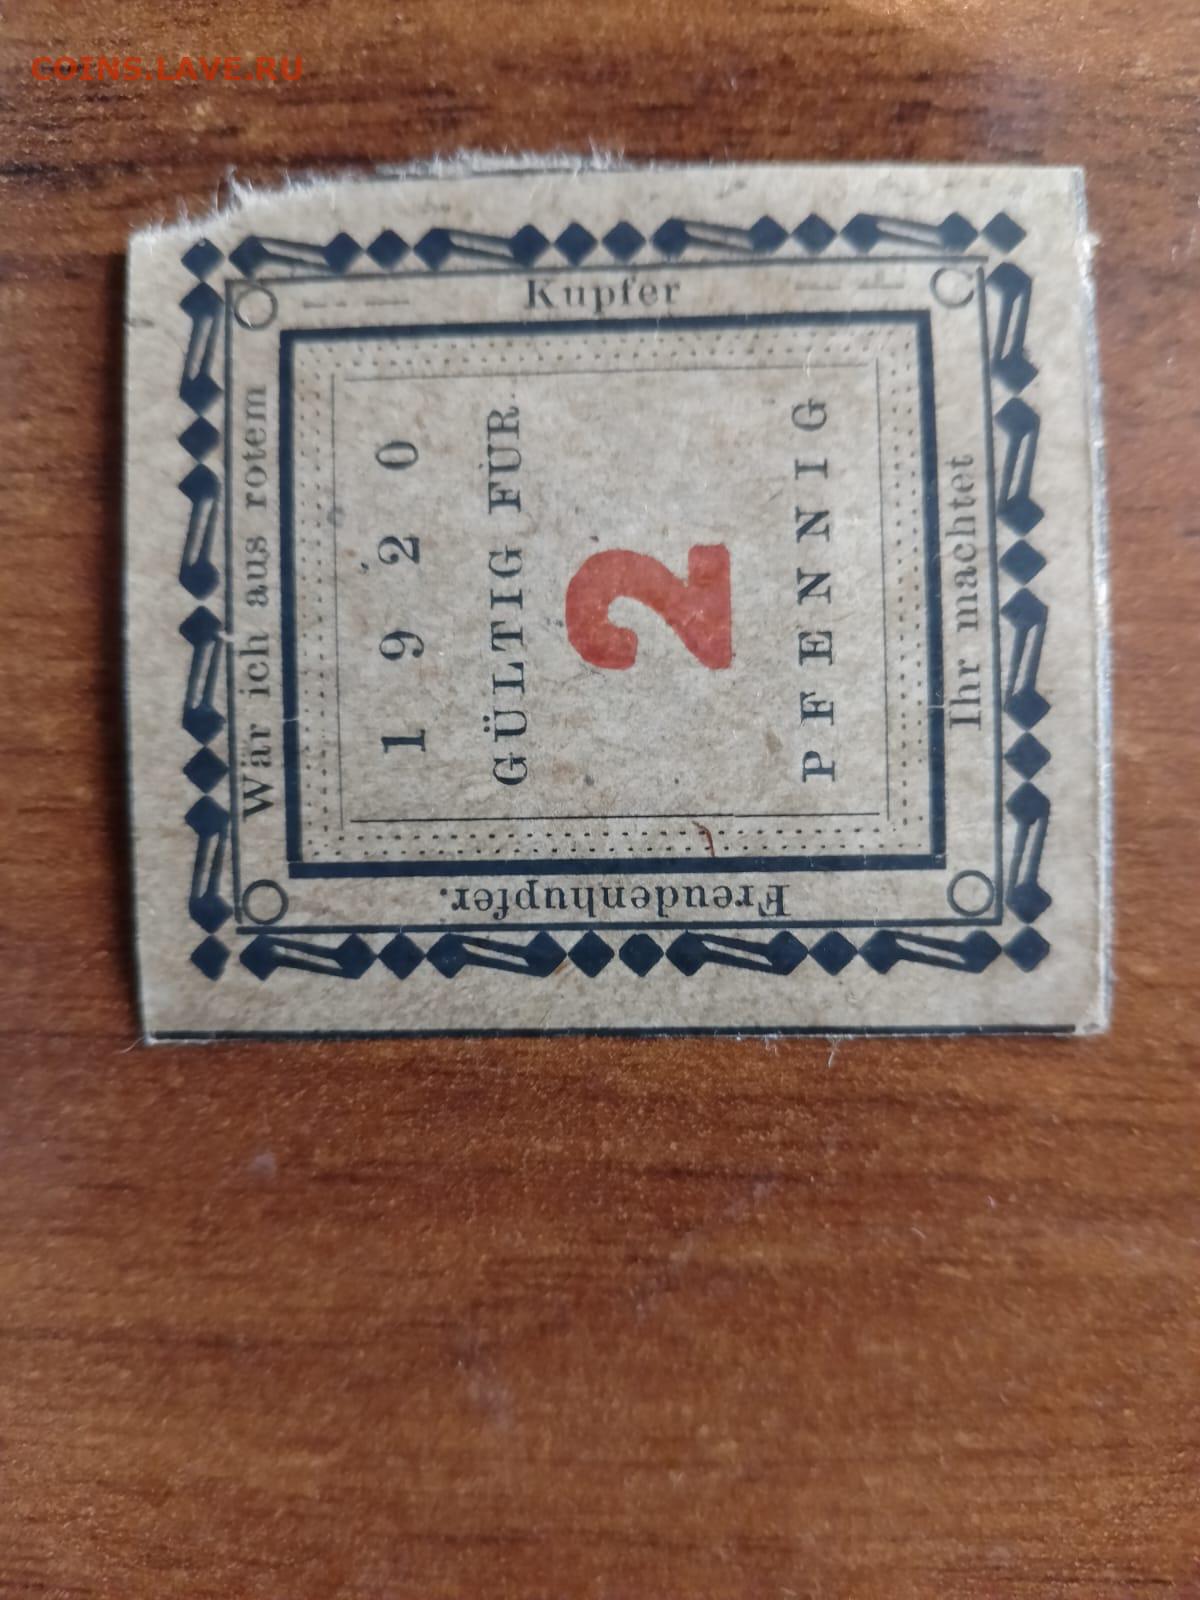 COINS.LAVE.RU
Wär ich aus rotem
Kupfer
Ihr machtet
Freudenhupfer.
1920
GÜLTIG FÜR
2
PFENNIG